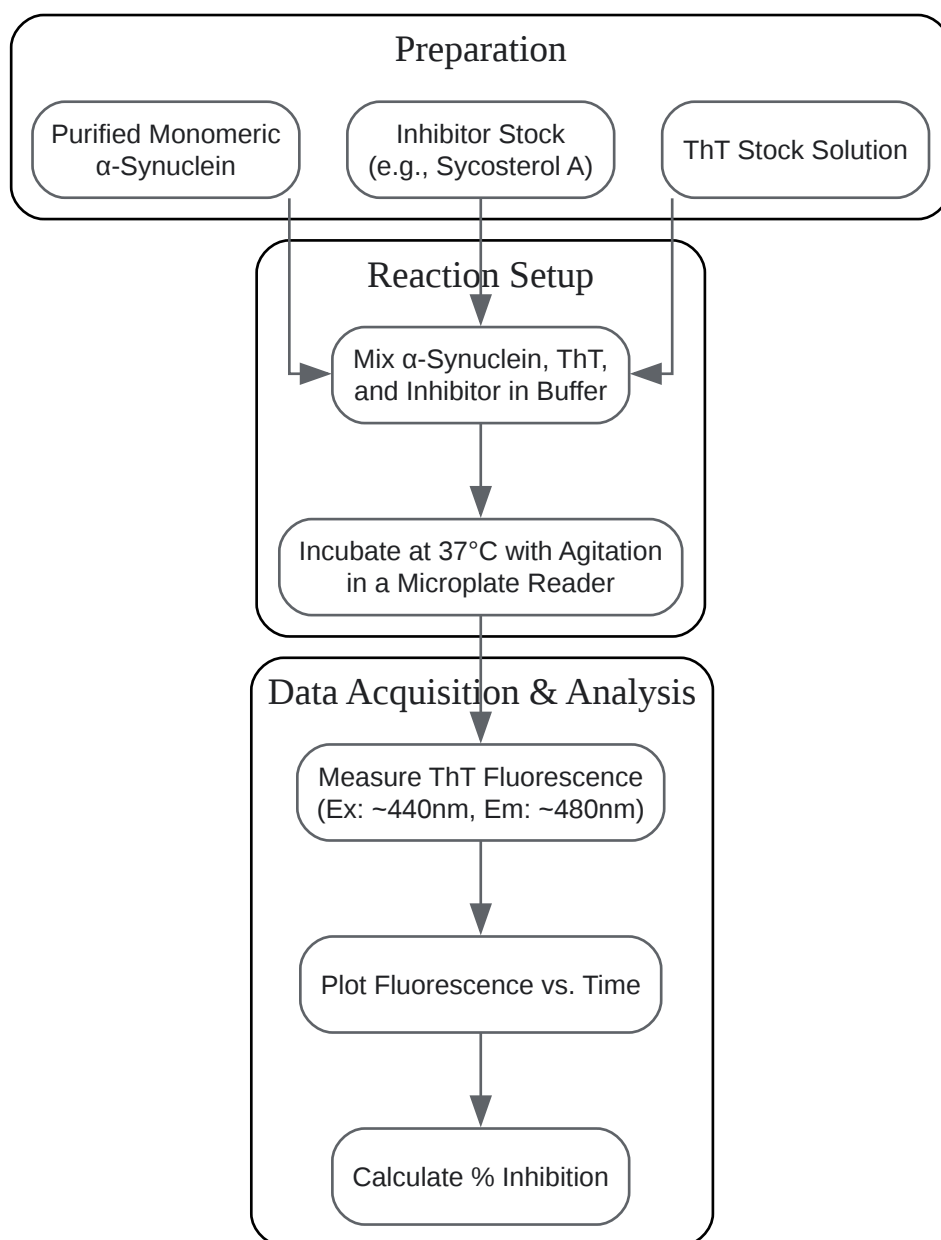 Preparation
Purified Monomeric
α-Synuclein
Inhibitor Stock
(e.g., Sycosterol A)
ThT Stock Solution
Reaction Setup
Mix α-Synuclein, ThT,
and Inhibitor in Buffer
Incubate at 37°C with Agitation
in a Microplate Reader
Data Acquisition & Analysis
Measure ThT Fluorescence
(Ex: ~440nm, Em: ~480nm)
Plot Fluorescence vs. Time
Calculate % Inhibition